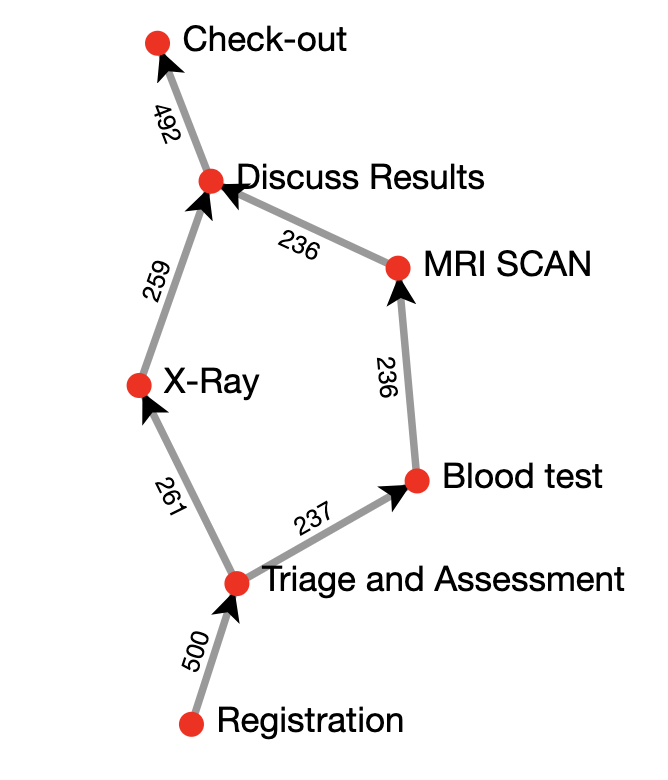 Check-out
492
Discuss Results
236
259
MRI SCAN
236
X-Ray
261
Blood test
237
Triage and Assessment
500
Registration